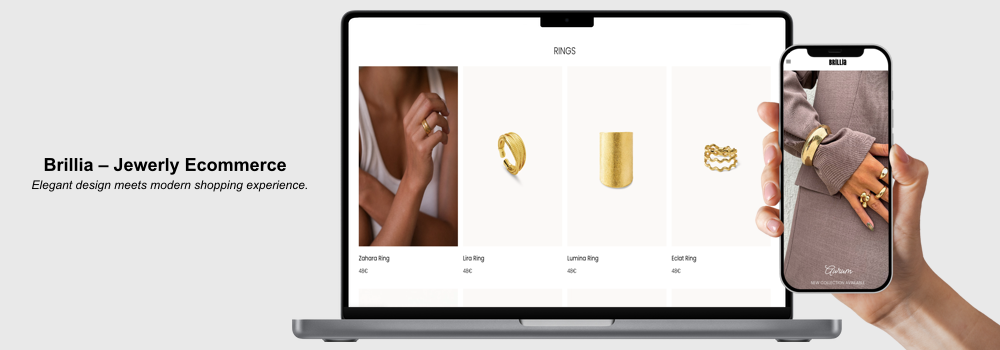 Brillia – Jewerly Ecommerce
Elegant design meets modern shopping experience.
RINGS
Zahara Ring
Lira Ring
Lumina Ring
Eclat Ring
48€
48€
48€
48€
BRILLIA
Aurum
NEW COLLECTION AVAILABLE